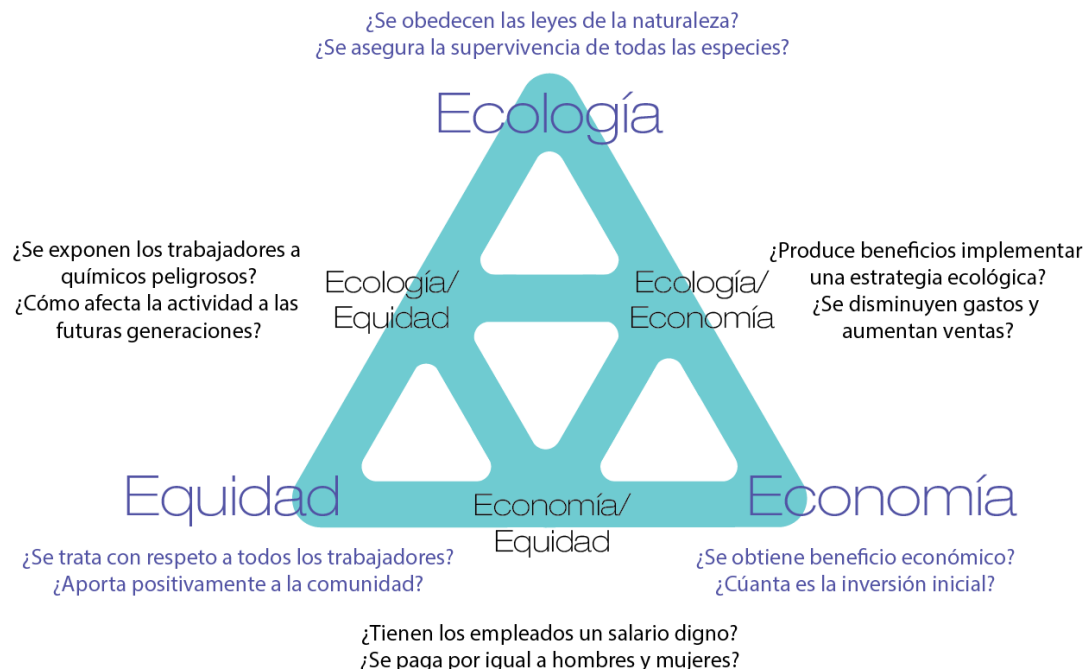 ¿Se obedecen las leyes de la naturaleza?
¿Se asegura la supervivencia de todas las especies?
Ecología
¿Se exponen los trabajadores a
químicos peligrosos?
¿Cómo afecta la actividad a las
futuras generaciones?
Ecología/
Equidad
Ecología/
Economía
¿Produce beneficios implementar
una estrategia ecológica?
¿Se disminuyen gastos y
aumentan ventas?
Equidad
¿Se trata con respeto a todos los trabajadores?
¿Aporta positivamente a la comunidad?
Economía/
Equidad
Economía
¿Se obtiene beneficio económico?
¿Cúanta es la inversión inicial?
¿Tienen los empleados un salario digno?
¿Se paga por igual a hombres y mujeres?